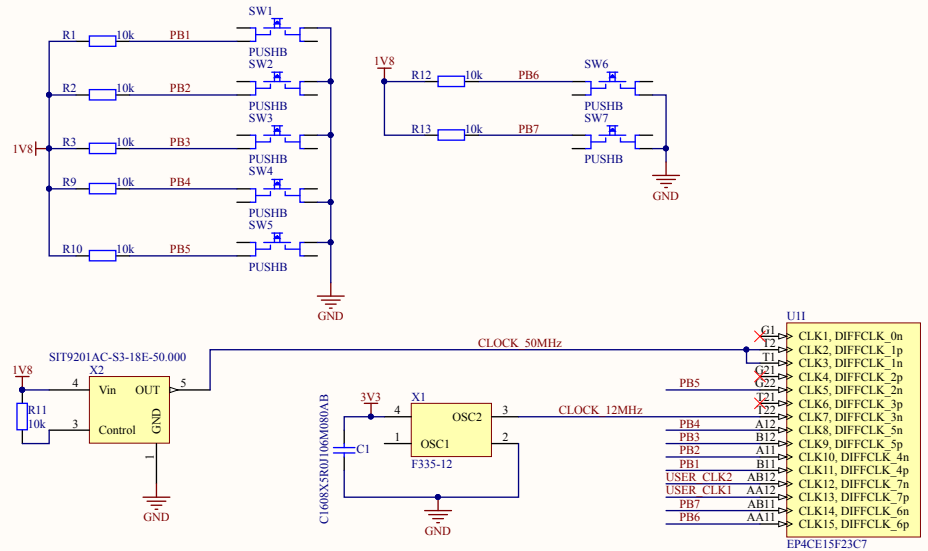 SW1
R1 10k PB1
PUSHB
SW2
R2 10k PB2
PUSHB
SW3
1V8 R3 10k PB3
PUSHB
SW4
R9 10k PB4
PUSHB
SW5
R10 10k PB5
PUSHB
GND
1V8
SW6
R12 10k PB6
PUSHB
SW7
R13 10k PB7
PUSHB
GND
SIT9201AC-S3-18E-50.000
X2
1V8
4 Vin OUT 5
R11
10k
3 Control
GND
1
GND
CLOCK_50MHz
3V3
X1
4 OSC2 3
CLOCK_12MHz
1 OSC1 2
F335-12
C1
C1608X5R0J106M080AB
GND
U1I
G1 CLK1, DIFFCLK_0n
T2 CLK2, DIFFCLK_1p
T1 CLK3, DIFFCLK_1n
G21 CLK4, DIFFCLK_2p
PB5 G22 CLK5, DIFFCLK_2n
T21 CLK6, DIFFCLK_3p
T22 CLK7, DIFFCLK_3n
PB4 A12 CLK8, DIFFCLK_5n
PB3 B12 CLK9, DIFFCLK_5p
PB2 A11 CLK10, DIFFCLK_4n
PB1 B11 CLK11, DIFFCLK_4p
USER_CLK2 AB12 CLK12, DIFFCLK_7n
USER_CLK1 AA12 CLK13, DIFFCLK_7p
PB7 AB11 CLK14, DIFFCLK_6n
PB6 AA11 CLK15, DIFFCLK_6p
EP4CE15F23C7